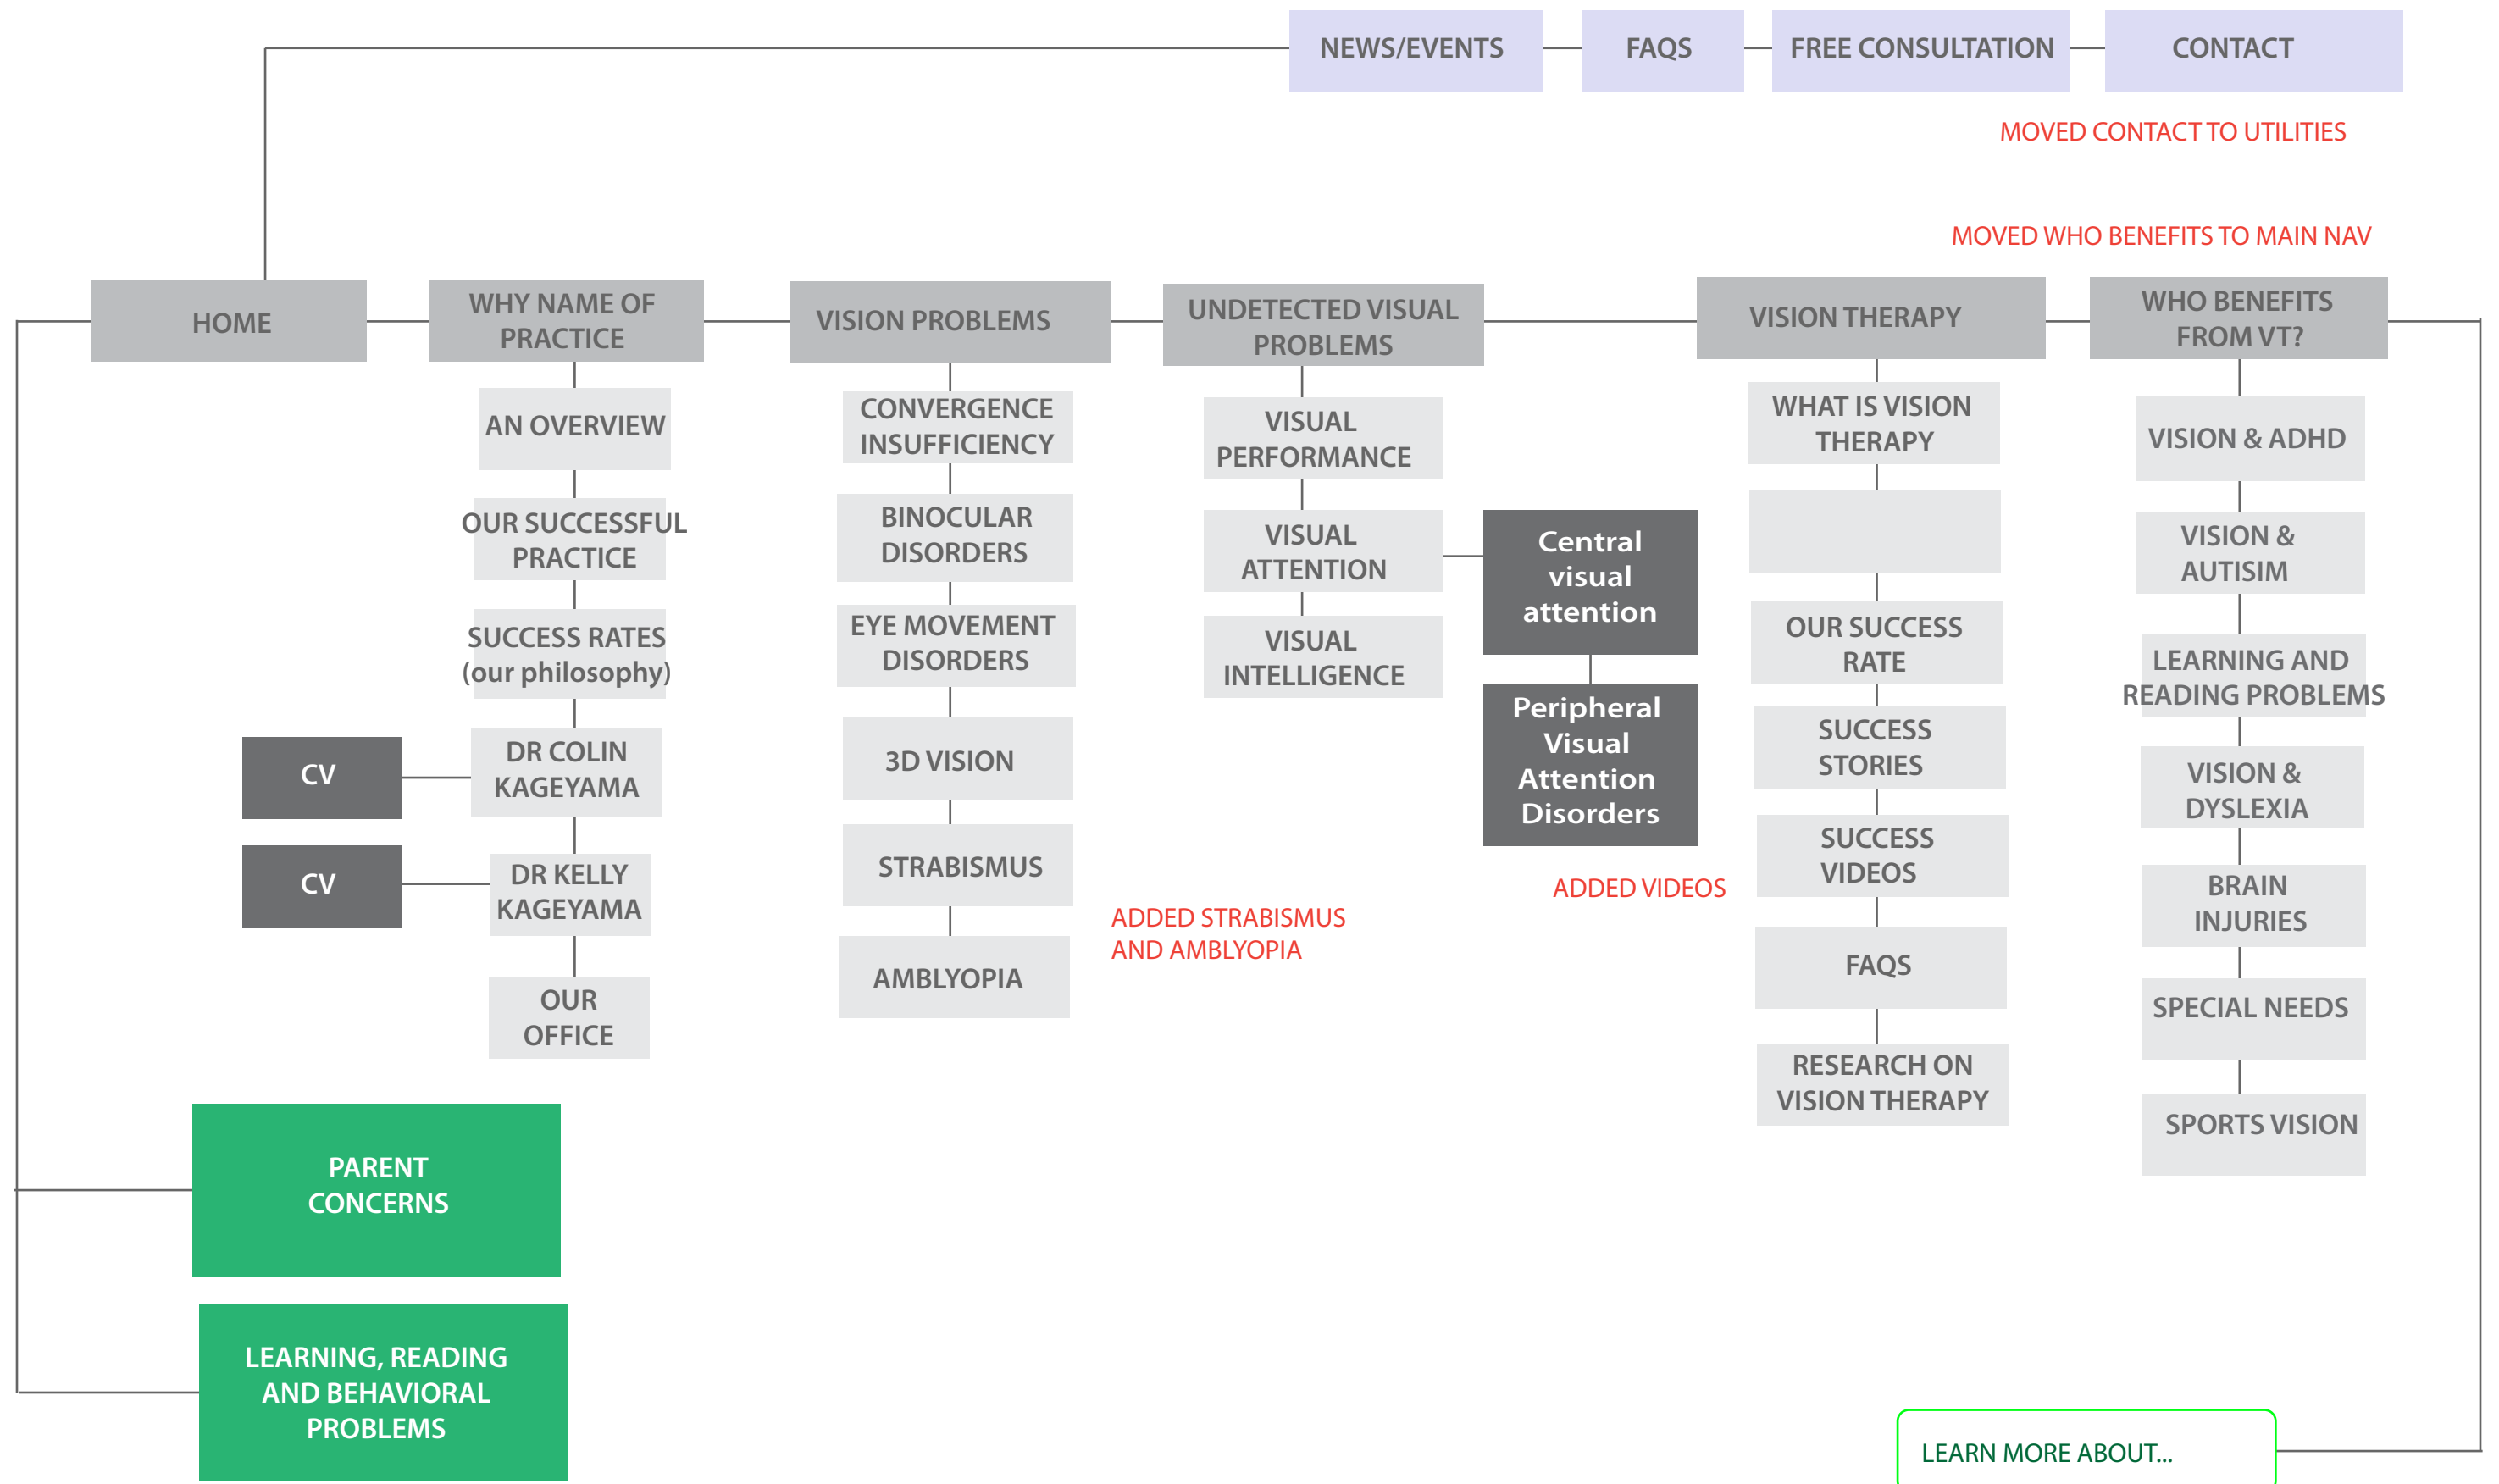 NEWS/EVENTS
FAQS
FREE CONSULTATION
CONTACT
MOVED CONTACT TO UTILITIES
MOVED WHO BENEFITS TO MAIN NAV
HOME
WHY NAME OF
PRACTICE
VISION PROBLEMS
UNDETECTED VISUAL
PROBLEMS
VISION THERAPY
WHO BENEFITS
FROM VT?
AN OVERVIEW
OUR SUCCESSFUL
PRACTICE
SUCCESS RATES
(our philosophy)
DR COLIN
KAGEYAMA
CV
DR KELLY
KAGEYAMA
CV
OUR
OFFICE
CONVERGENCE
INSUFFICIENCY
BINOCULAR
DISORDERS
EYE MOVEMENT
DISORDERS
3D VISION
STRABISMUS
AMBLYOPIA
ADDED STRABISMUS
AND AMBLYOPIA
VISUAL
PERFORMANCE
VISUAL
ATTENTION
VISUAL
INTELLIGENCE
Central
visual
attention
Peripheral
Visual
Attention
Disorders
ADDED VIDEOS
WHAT IS VISION
THERAPY
OUR SUCCESS
RATE
SUCCESS
STORIES
SUCCESS
VIDEOS
FAQS
RESEARCH ON
VISION THERAPY
VISION & ADHD
VISION &
AUTISIM
LEARNING AND
READING PROBLEMS
VISION &
DYSLEXIA
BRAIN
INJURIES
SPECIAL NEEDS
SPORTS VISION
PARENT
CONCERNS
LEARNING, READING
AND BEHAVIORAL
PROBLEMS
LEARN MORE ABOUT...